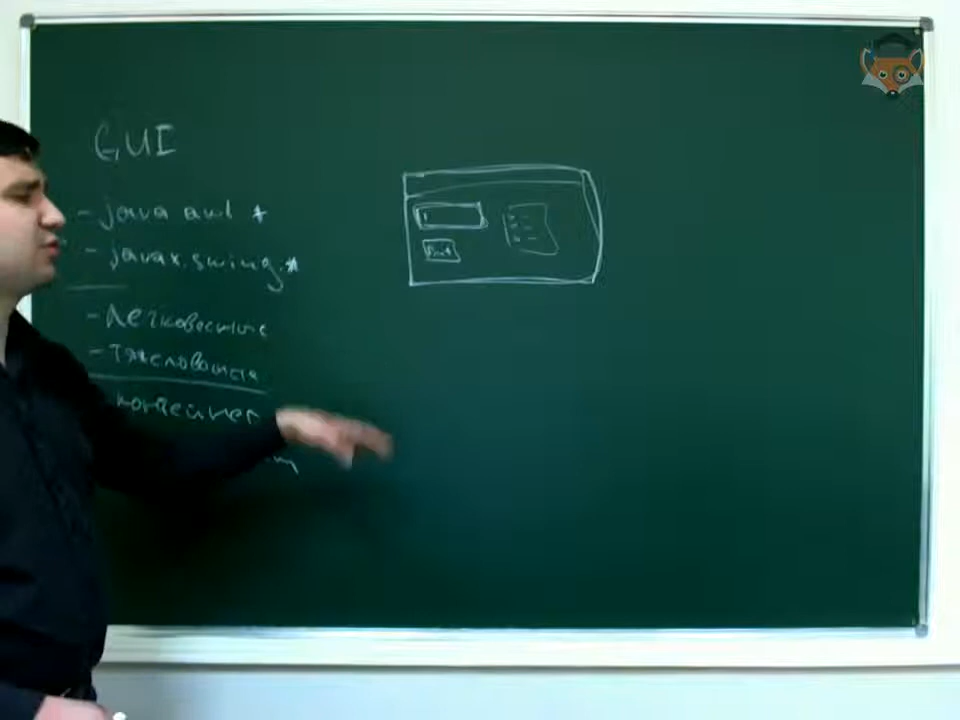 GUI
- java awt *
- javax.swing.*
- Легковесные
- Тяжеловесные
контейнер